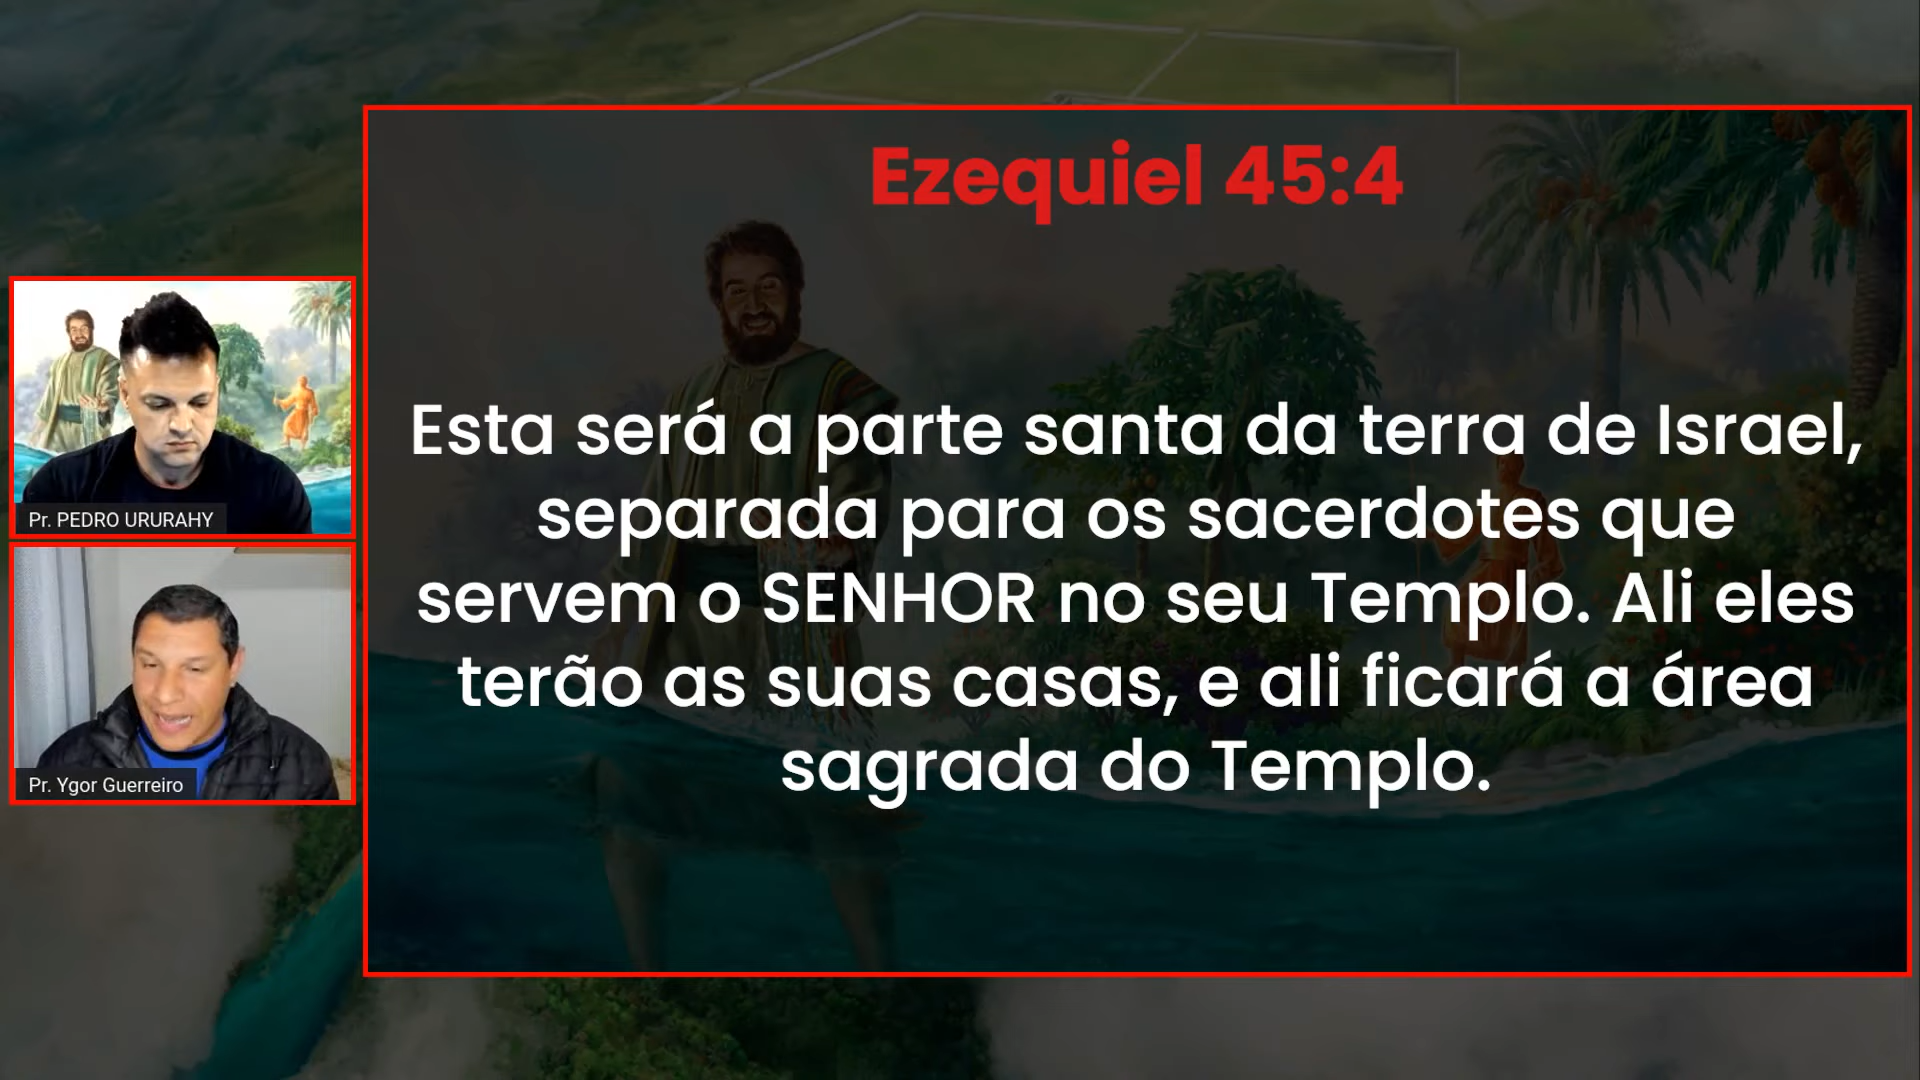 Ezequiel 45:4
Esta será a parte santa da terra de Israel,
separada para os sacerdotes que
servem o SENHOR no seu Templo. Ali eles
terão as suas casas, e ali ficará a área
sagrada do Templo.
Pr. PEDRO URURAHY
Pr. Ygor Guerreiro